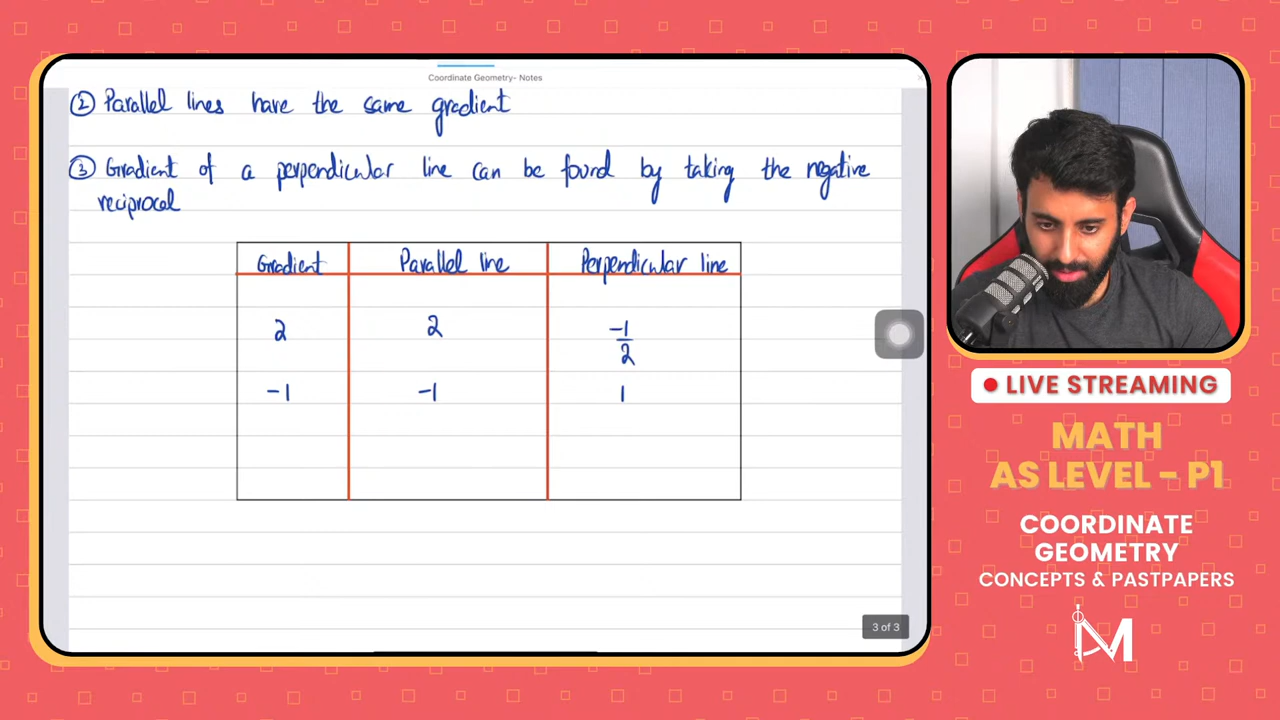 Coordinate Geometry- Notes
② Parallel lines have the same gradient
③ Gradient of a perpendicular line can be found by taking the negative
reciprocal
Gradient Parallel line Perpendicular line
2 2 -1/2
-1 -1 1
3 of 3
LIVE STREAMING
MATH
AS LEVEL - P1
COORDINATE
GEOMETRY
CONCEPTS & PASTPAPERS
M